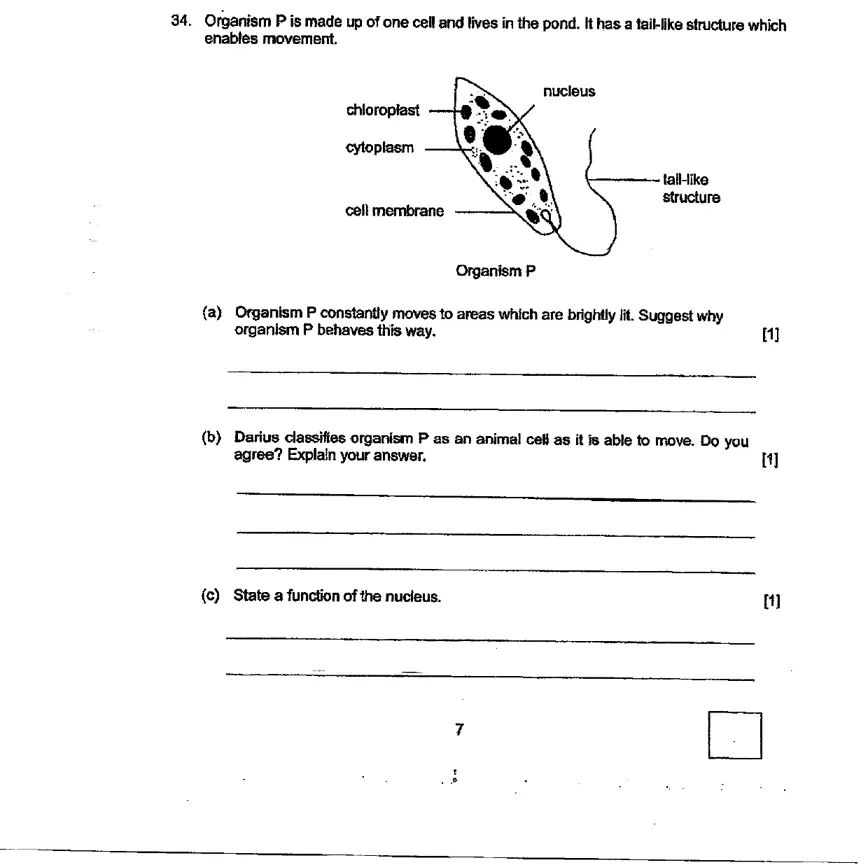 34. Organism P is made up of one cell and lives in the pond. It has a tail-like structure which
enables movement.
nucleus
chloroplast
cytoplasm
tail-like
structure
cell membrane
Organism P
(a) Organism P constantly moves to areas which are brightly lit. Suggest why
organism P behaves this way. [1]
(b) Darius classifies organism P as an animal cell as it is able to move. Do you
agree? Explain your answer. [1]
(c) State a function of the nucleus. [1]
7